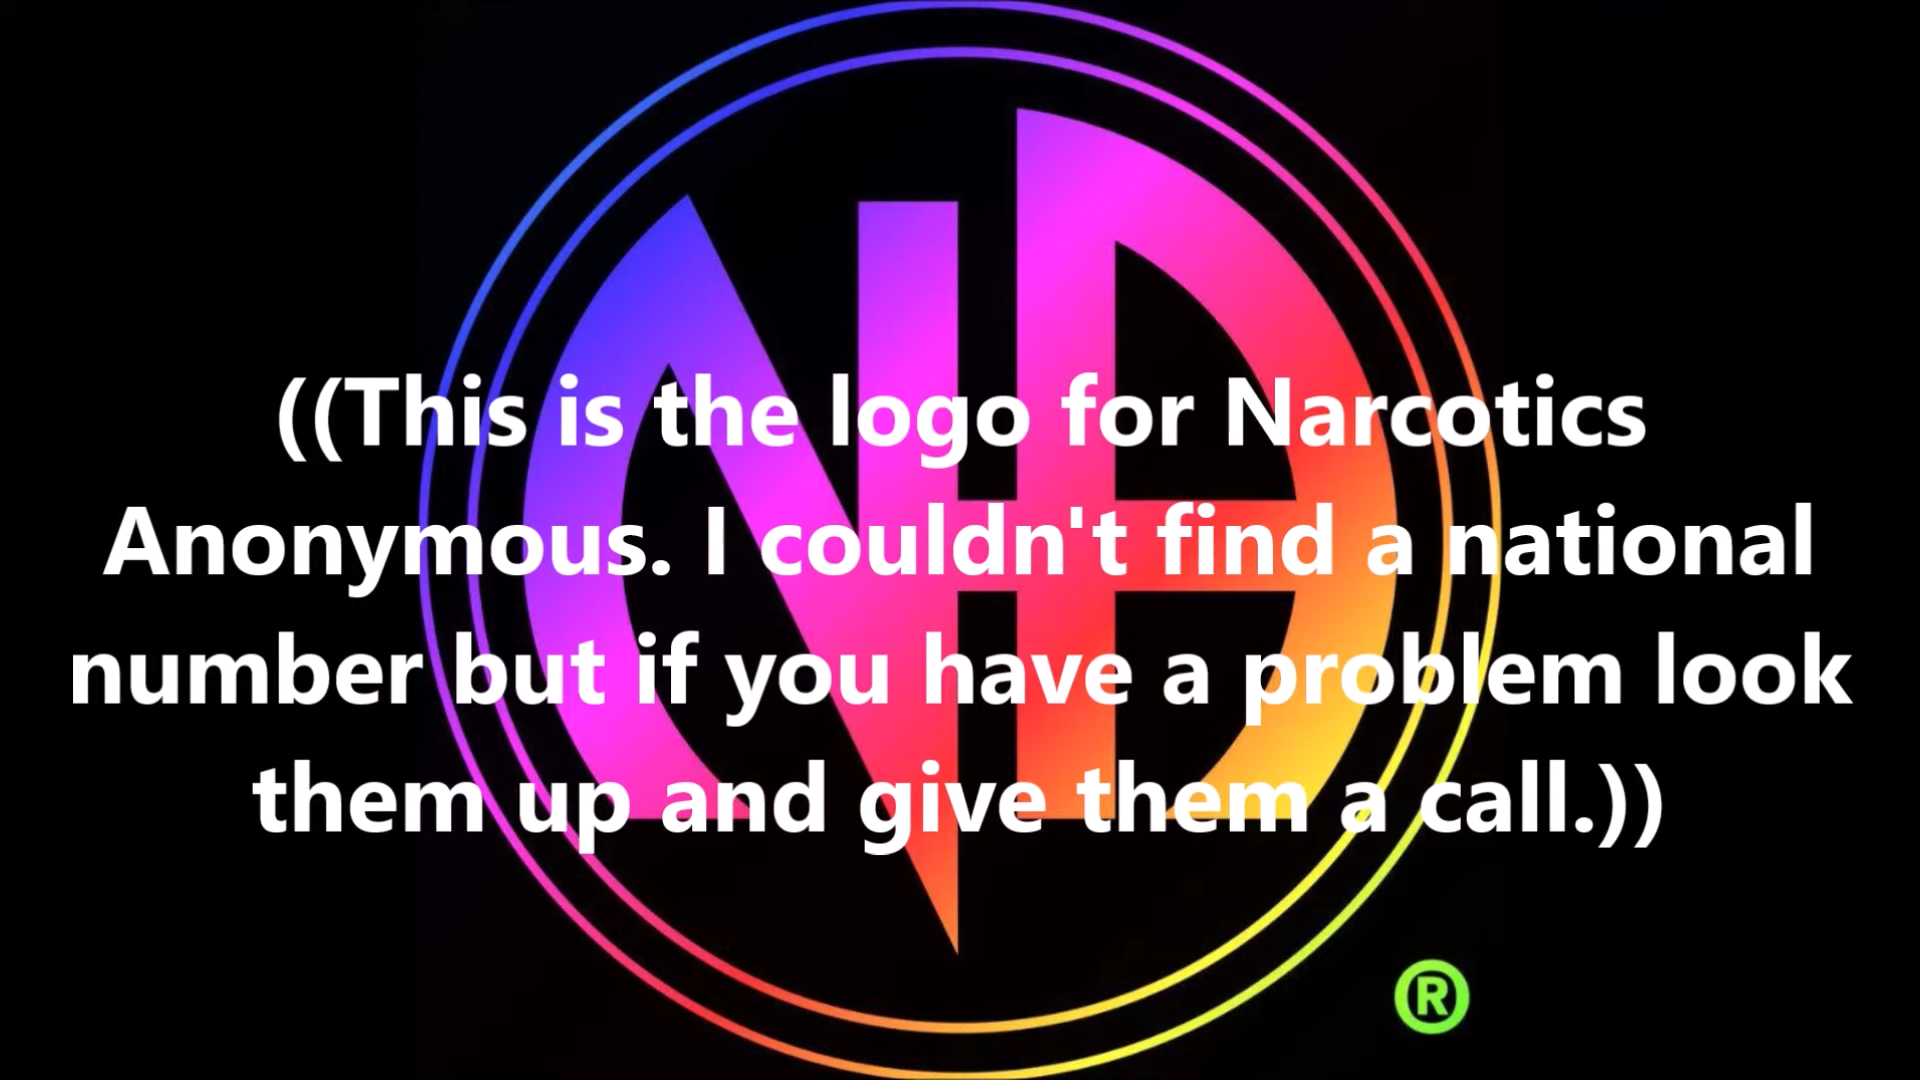 NA
((This is the logo for Narcotics
Anonymous. I couldn't find a national
number but if you have a problem look
them up and give them a call.))
®